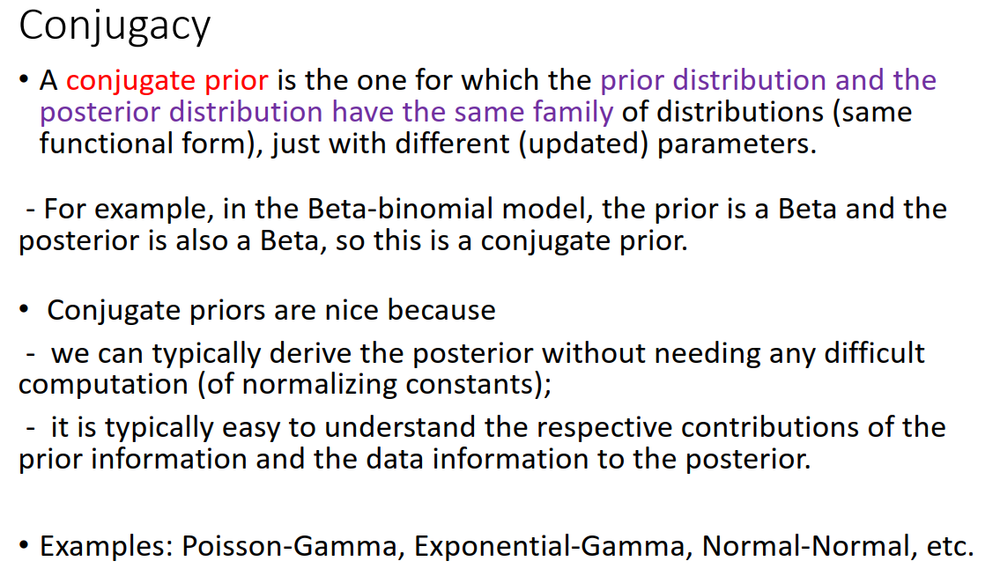 Conjugacy
• A conjugate prior is the one for which the prior distribution and the
posterior distribution have the same family of distributions (same
functional form), just with different (updated) parameters.
- For example, in the Beta-binomial model, the prior is a Beta and the
posterior is also a Beta, so this is a conjugate prior.
• Conjugate priors are nice because
- we can typically derive the posterior without needing any difficult
computation (of normalizing constants);
- it is typically easy to understand the respective contributions of the
prior information and the data information to the posterior.
• Examples: Poisson-Gamma, Exponential-Gamma, Normal-Normal, etc.